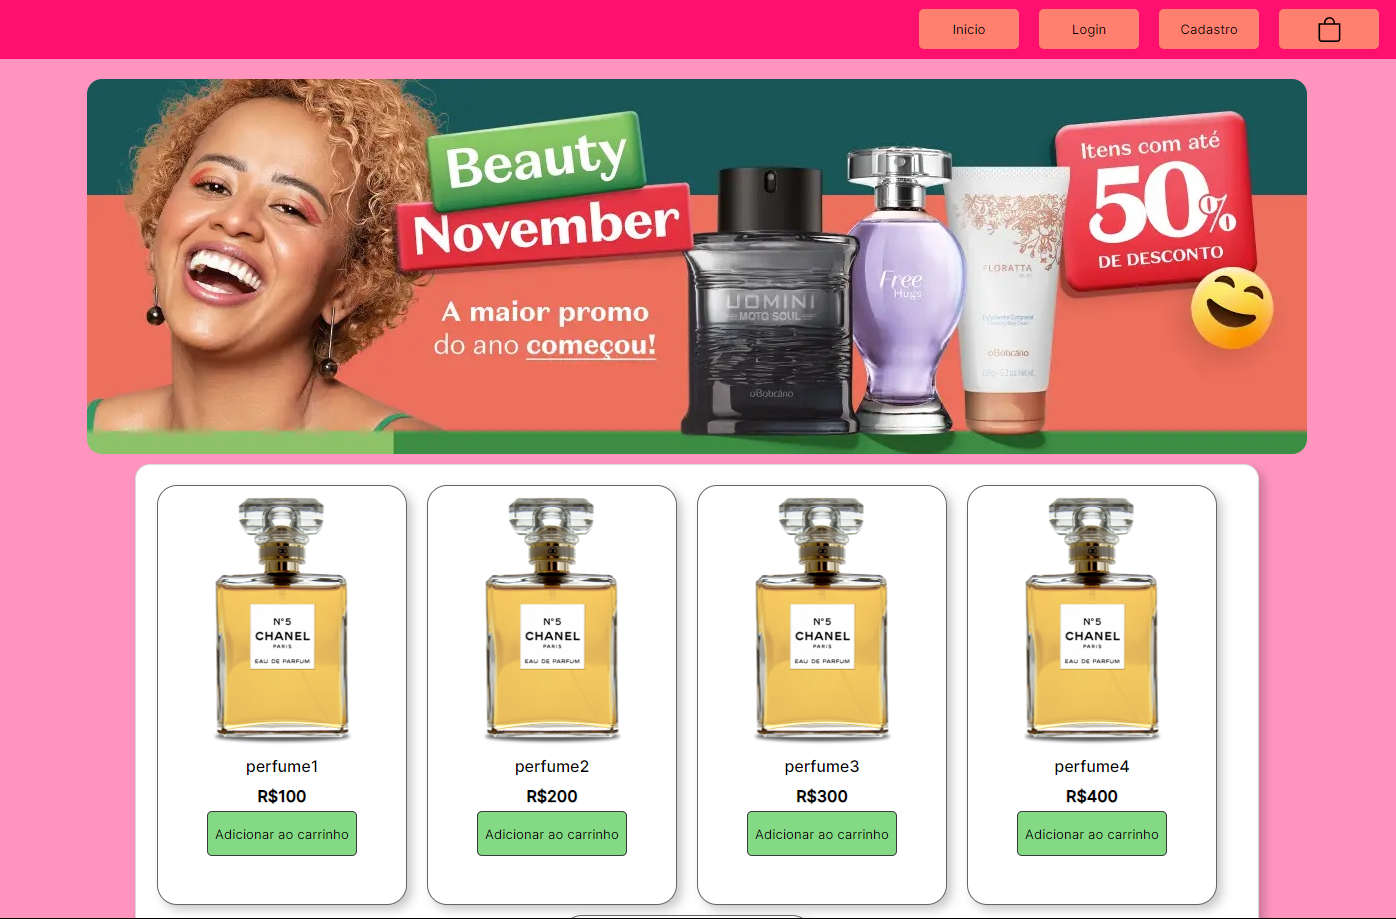 Inicio
Login
Cadastro
Beauty
November
A maior promo
do ano começou!
UOMINI
MOTO SOUL
oBoticário
Free
Hugs
FLORATTA
oBoticário
Itens com até
50%
DE DESCONTO
N°5
CHANEL
PARIS
EAU DE PARFUM
perfume1
R$100
Adicionar ao carrinho
N°5
CHANEL
PARIS
EAU DE PARFUM
perfume2
R$200
Adicionar ao carrinho
N°5
CHANEL
PARIS
EAU DE PARFUM
perfume3
R$300
Adicionar ao carrinho
N°5
CHANEL
PARIS
EAU DE PARFUM
perfume4
R$400
Adicionar ao carrinho